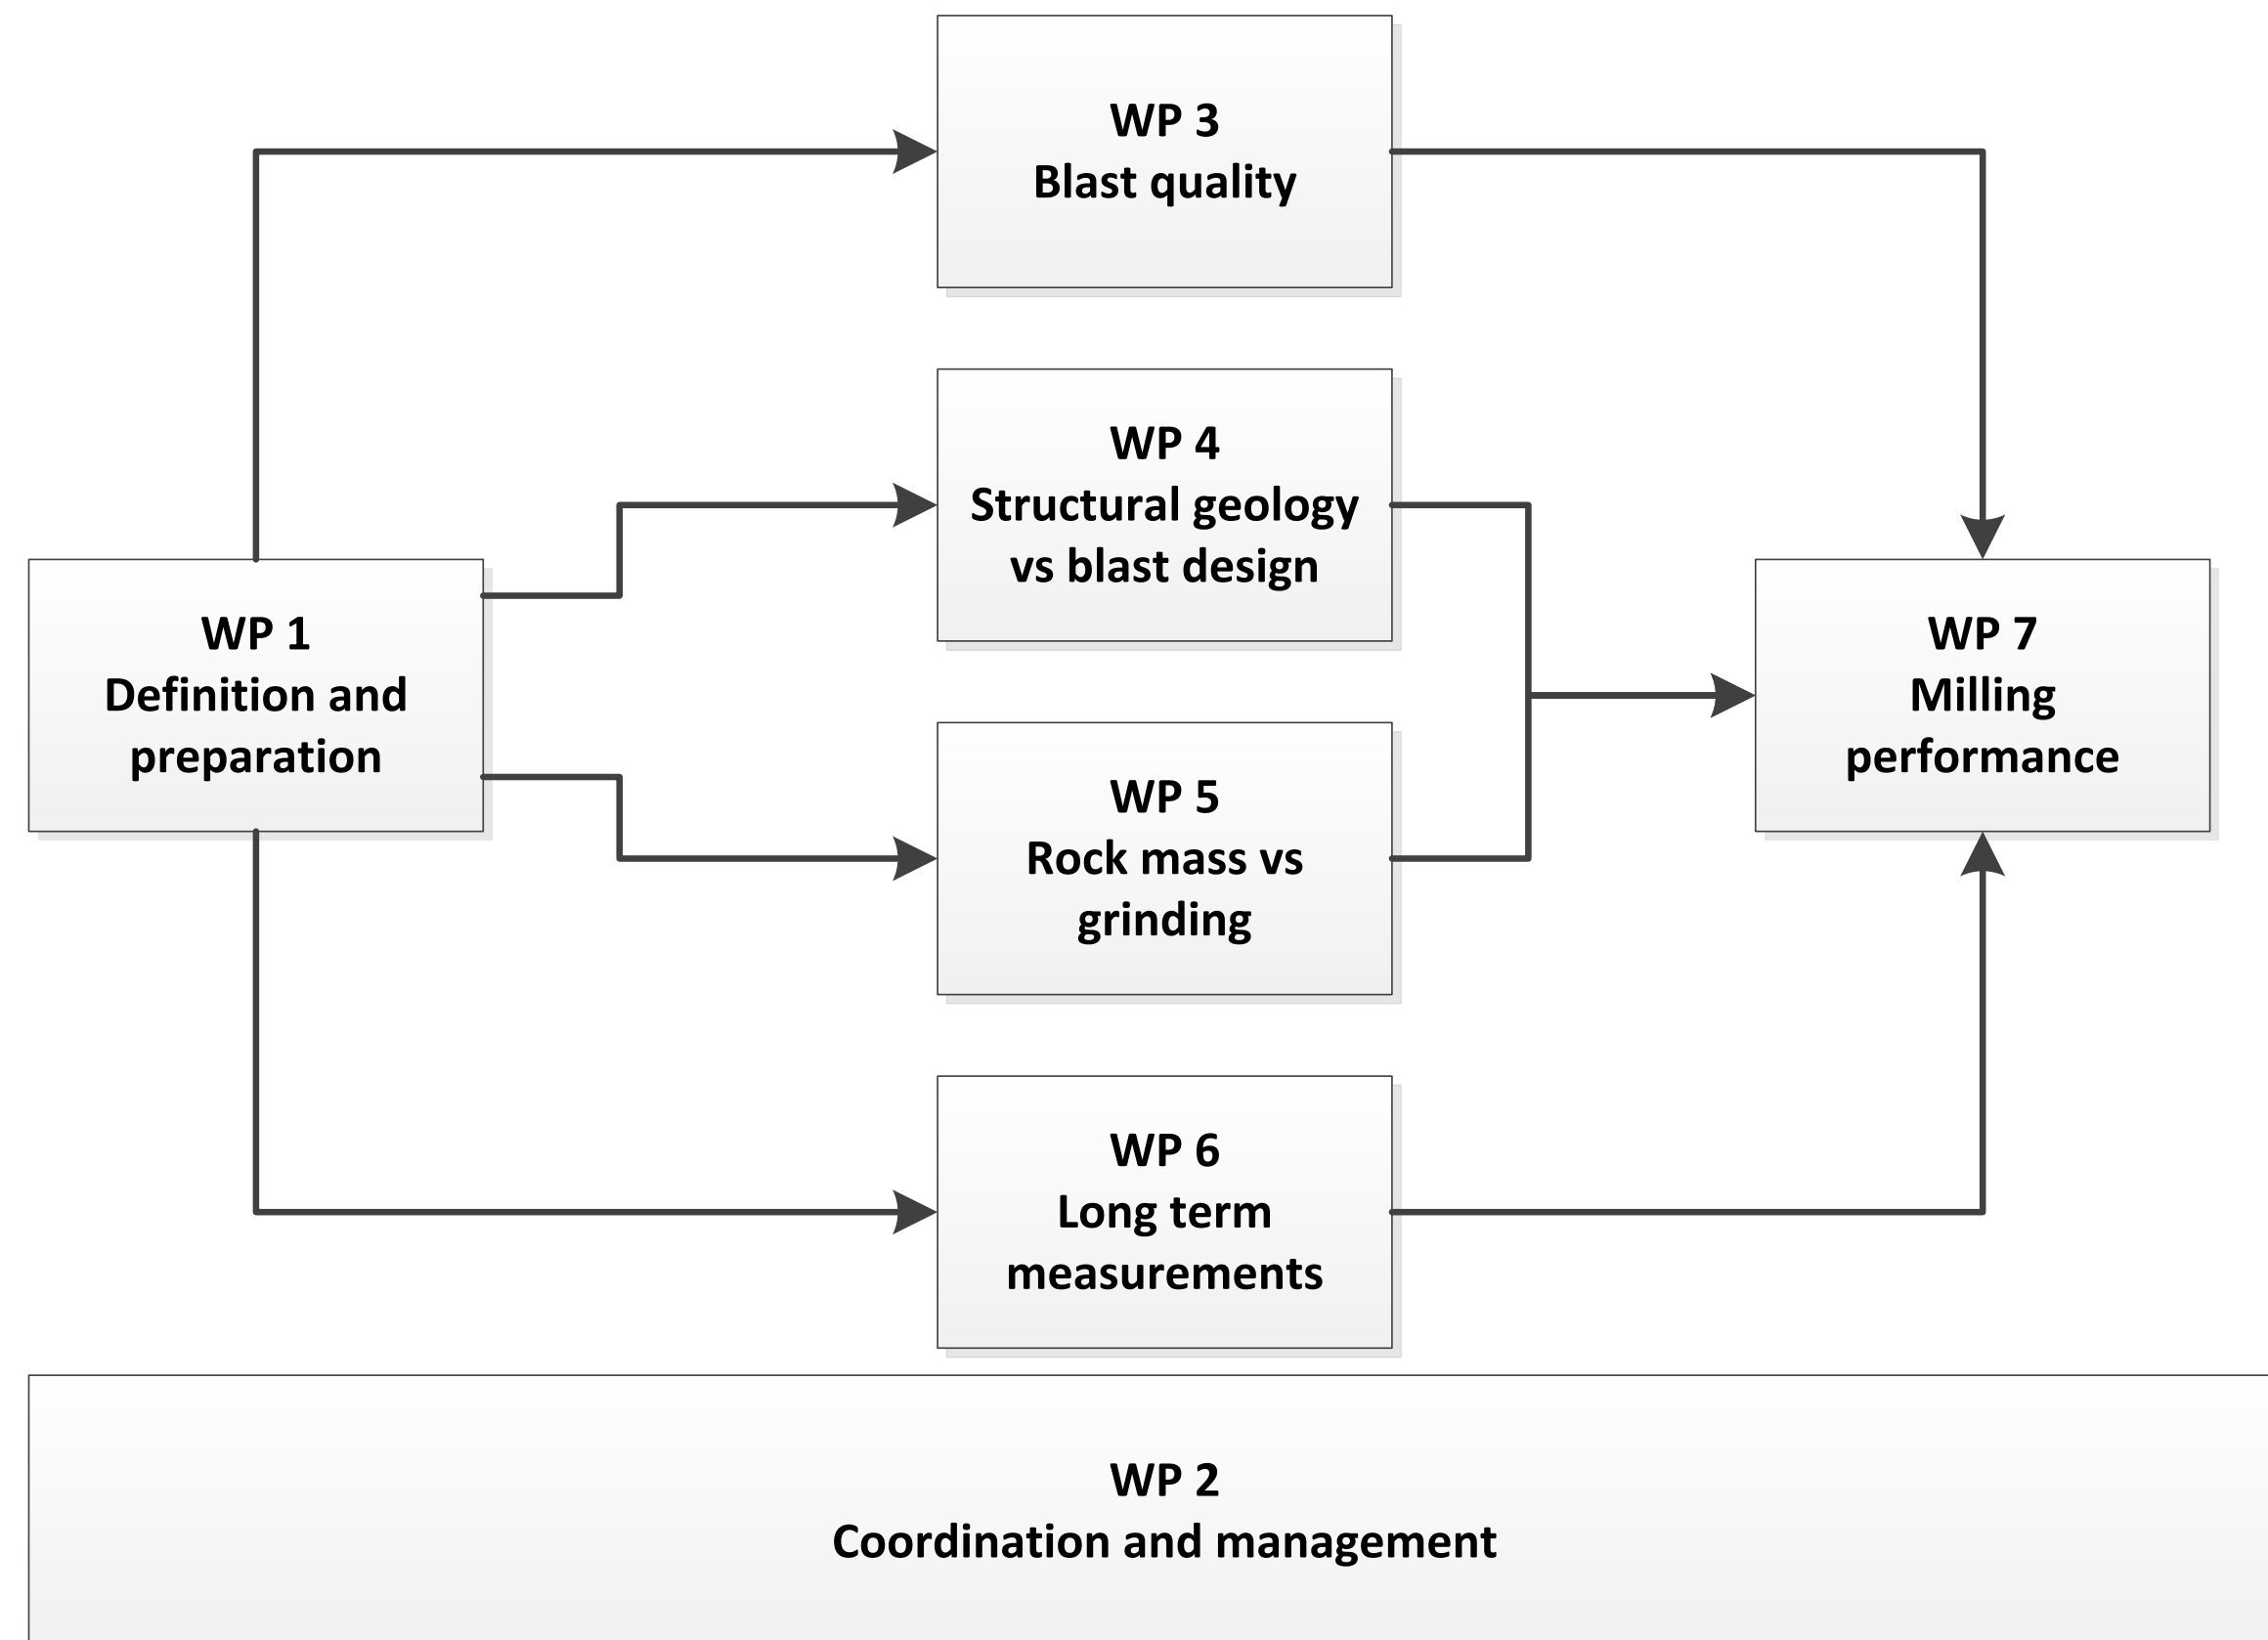 WP 3
Blast quality
WP 4
Structural geology
vs blast design
WP 1
Definition and
preparation
WP 7
Milling
performance
WP 5
Rock mass vs
grinding
WP 6
Long term
measurements
WP 2
Coordination and management